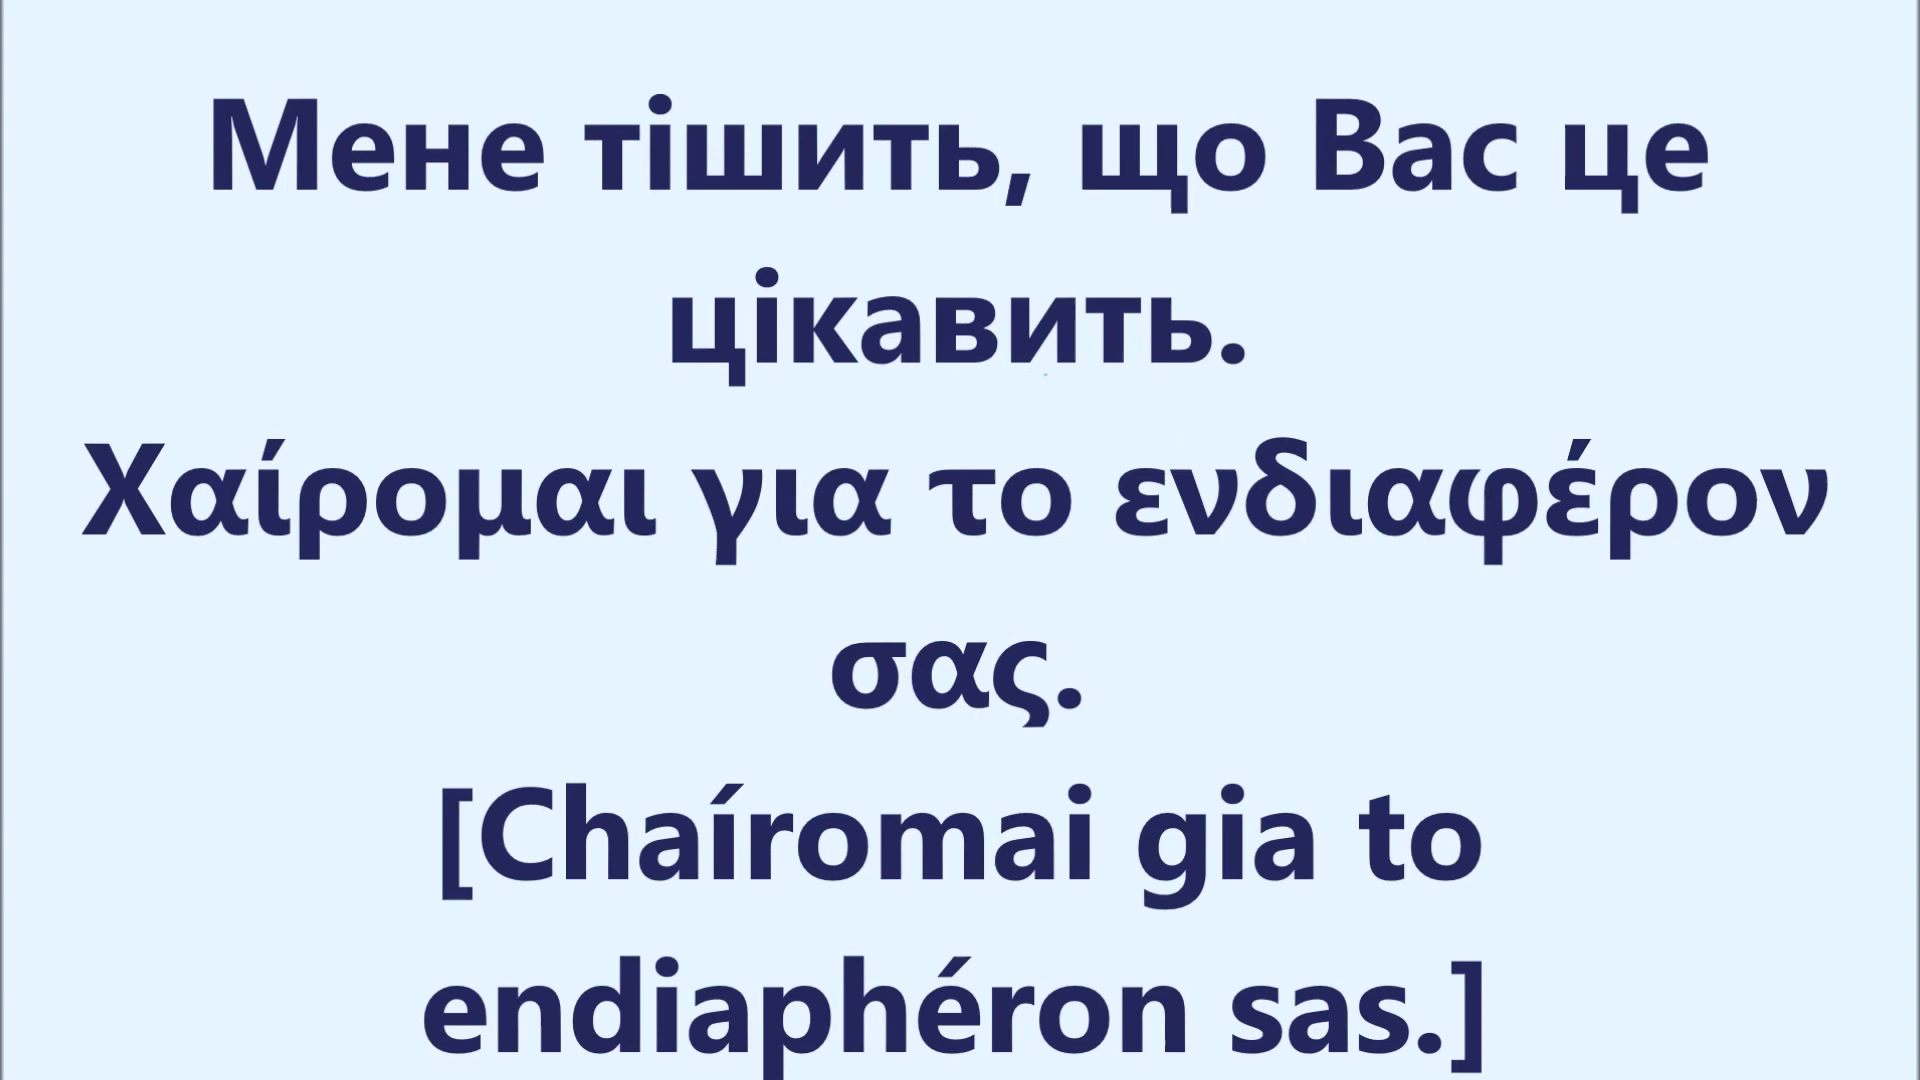 Мене тішить, що Вас це
цікавить.
Χαίρομαι για το ενδιαφέρον
σας.
[Chaíromai gia to
endiaphéron sas.]